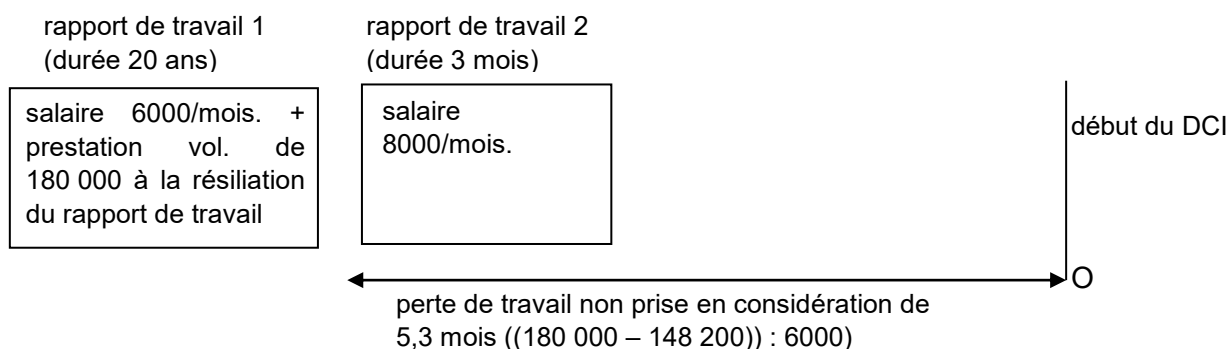 rapport de travail 1
(durée 20 ans)
rapport de travail 2
(durée 3 mois)
salaire 6000/mois. +
prestation vol. de
180 000 à la résiliation
du rapport de travail
salaire
8000/mois.
début du DCI
O
perte de travail non prise en considération de
5,3 mois ((180 000 – 148 200)) : 6000)